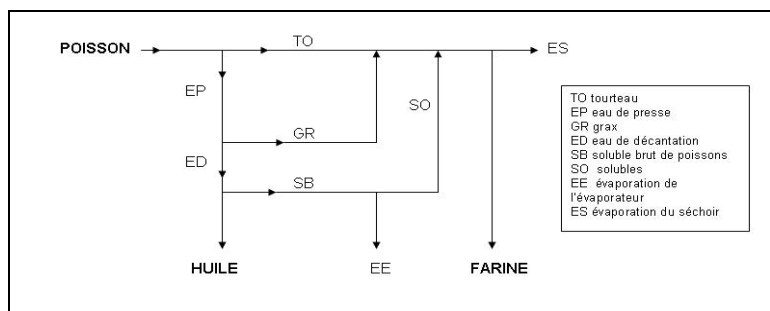 POISSON
TO
ES
EP
SO
GR
ED
SB
HUILE
EE
FARINE
TO tourteau
EP eau de presse
GR grax
ED eau de décantation
SB soluble brut de poissons
SO solubles
EE évaporation de
l'évaporateur
ES évaporation du séchoir